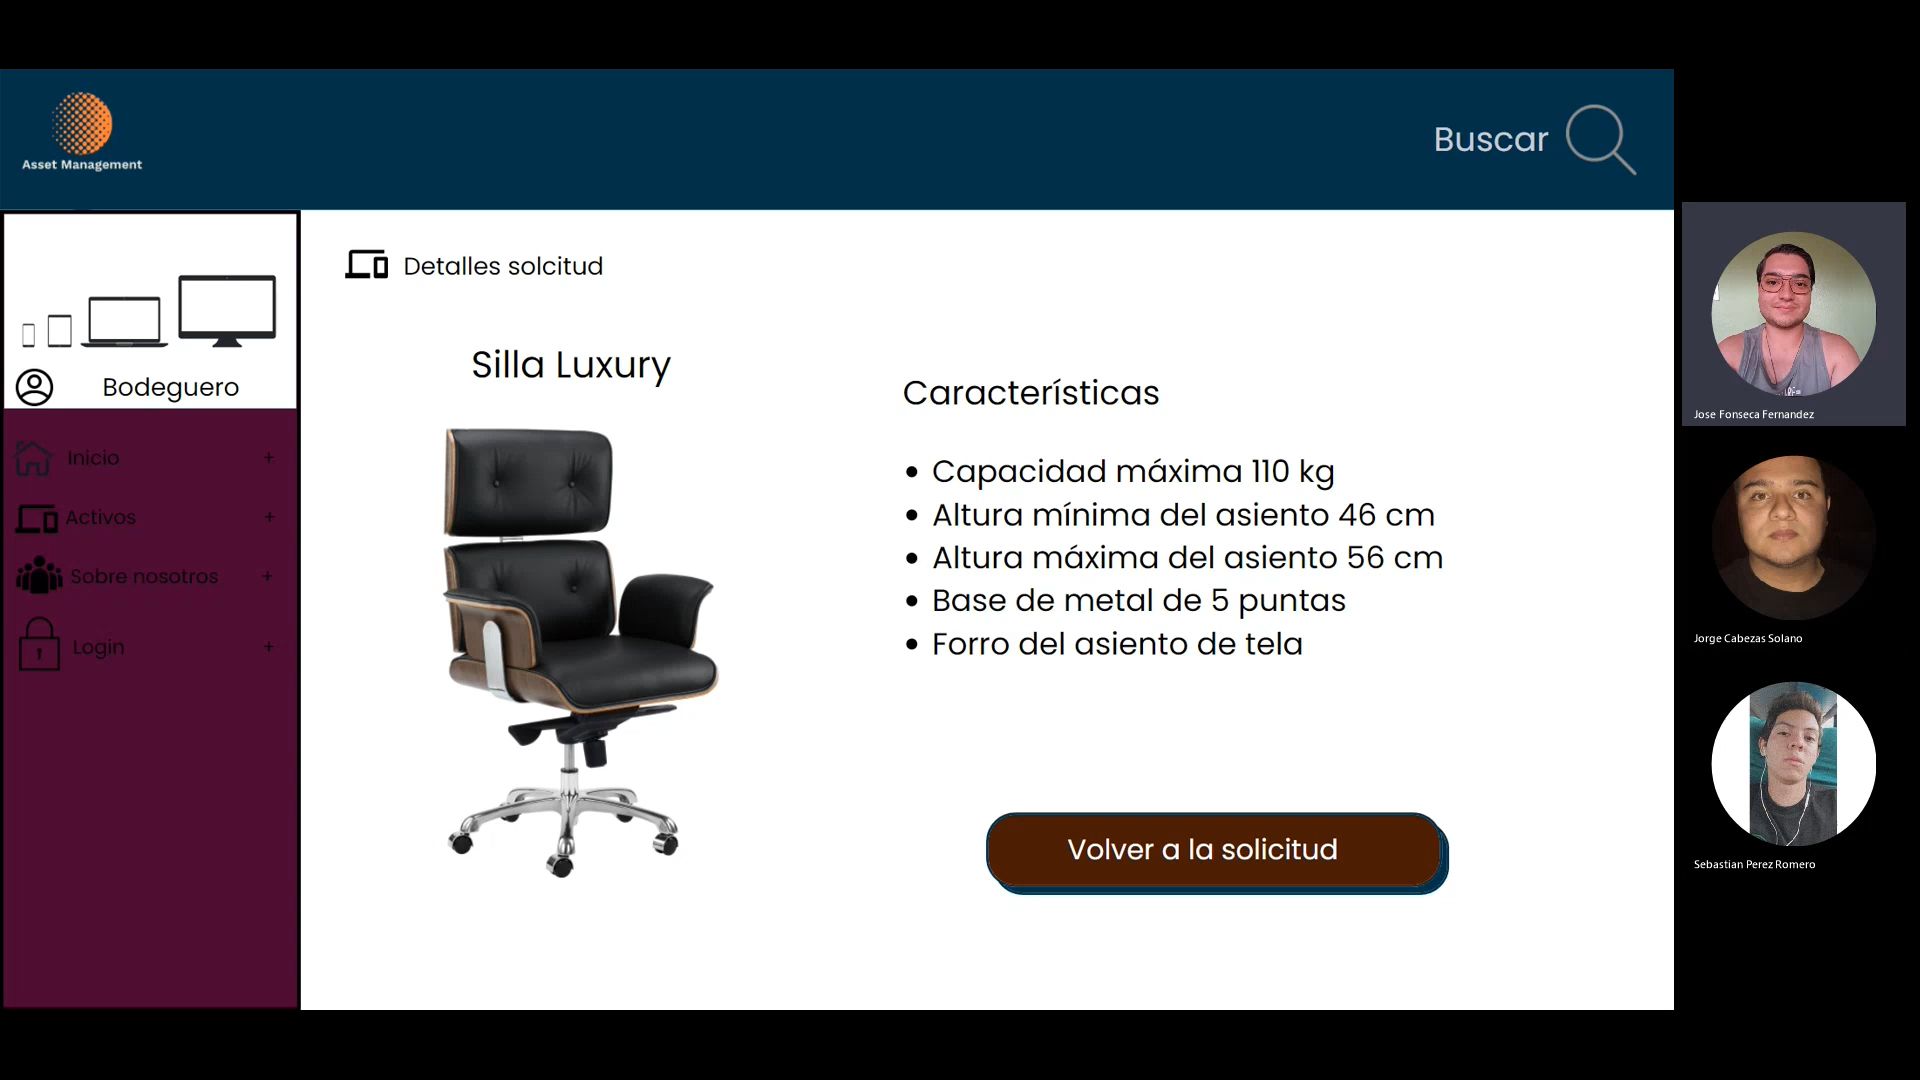 Asset Management
Buscar
Bodeguero
Inicio +
Activos +
Sobre nosotros +
Login +
Detalles solcitud
Silla Luxury
Características
• Capacidad máxima 110 kg
• Altura mínima del asiento 46 cm
• Altura máxima del asiento 56 cm
• Base de metal de 5 puntas
• Forro del asiento de tela
Volver a la solicitud
Jose Fonseca Fernandez
Jorge Cabezas Solano
Sebastian Perez Romero